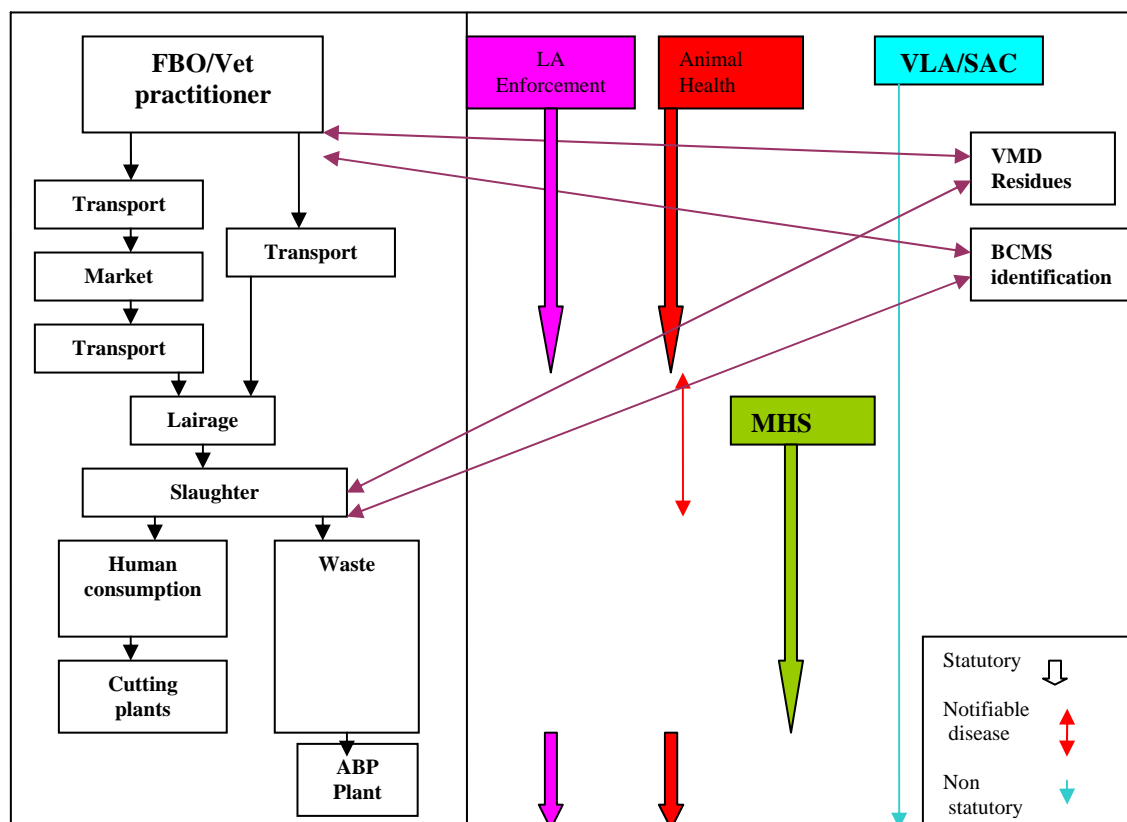 FBO/Vet
practitioner
Transport
Market
Transport
Transport
Lairage
Slaughter
Human
consumption
Waste
Cutting
plants
ABP
Plant
LA
Enforcement
Animal
Health
VLA/SAC
VMD
Residues
BCMS
identification
MHS
Statutory
Notifiable
disease
Non
statutory